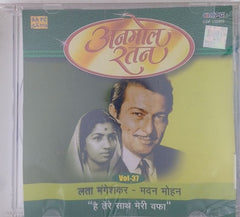 अनमोल
रतन
Vol-37
लता मंगेशकर - मदन मोहन
"है तेरे साथ मेरी वफ़ा"